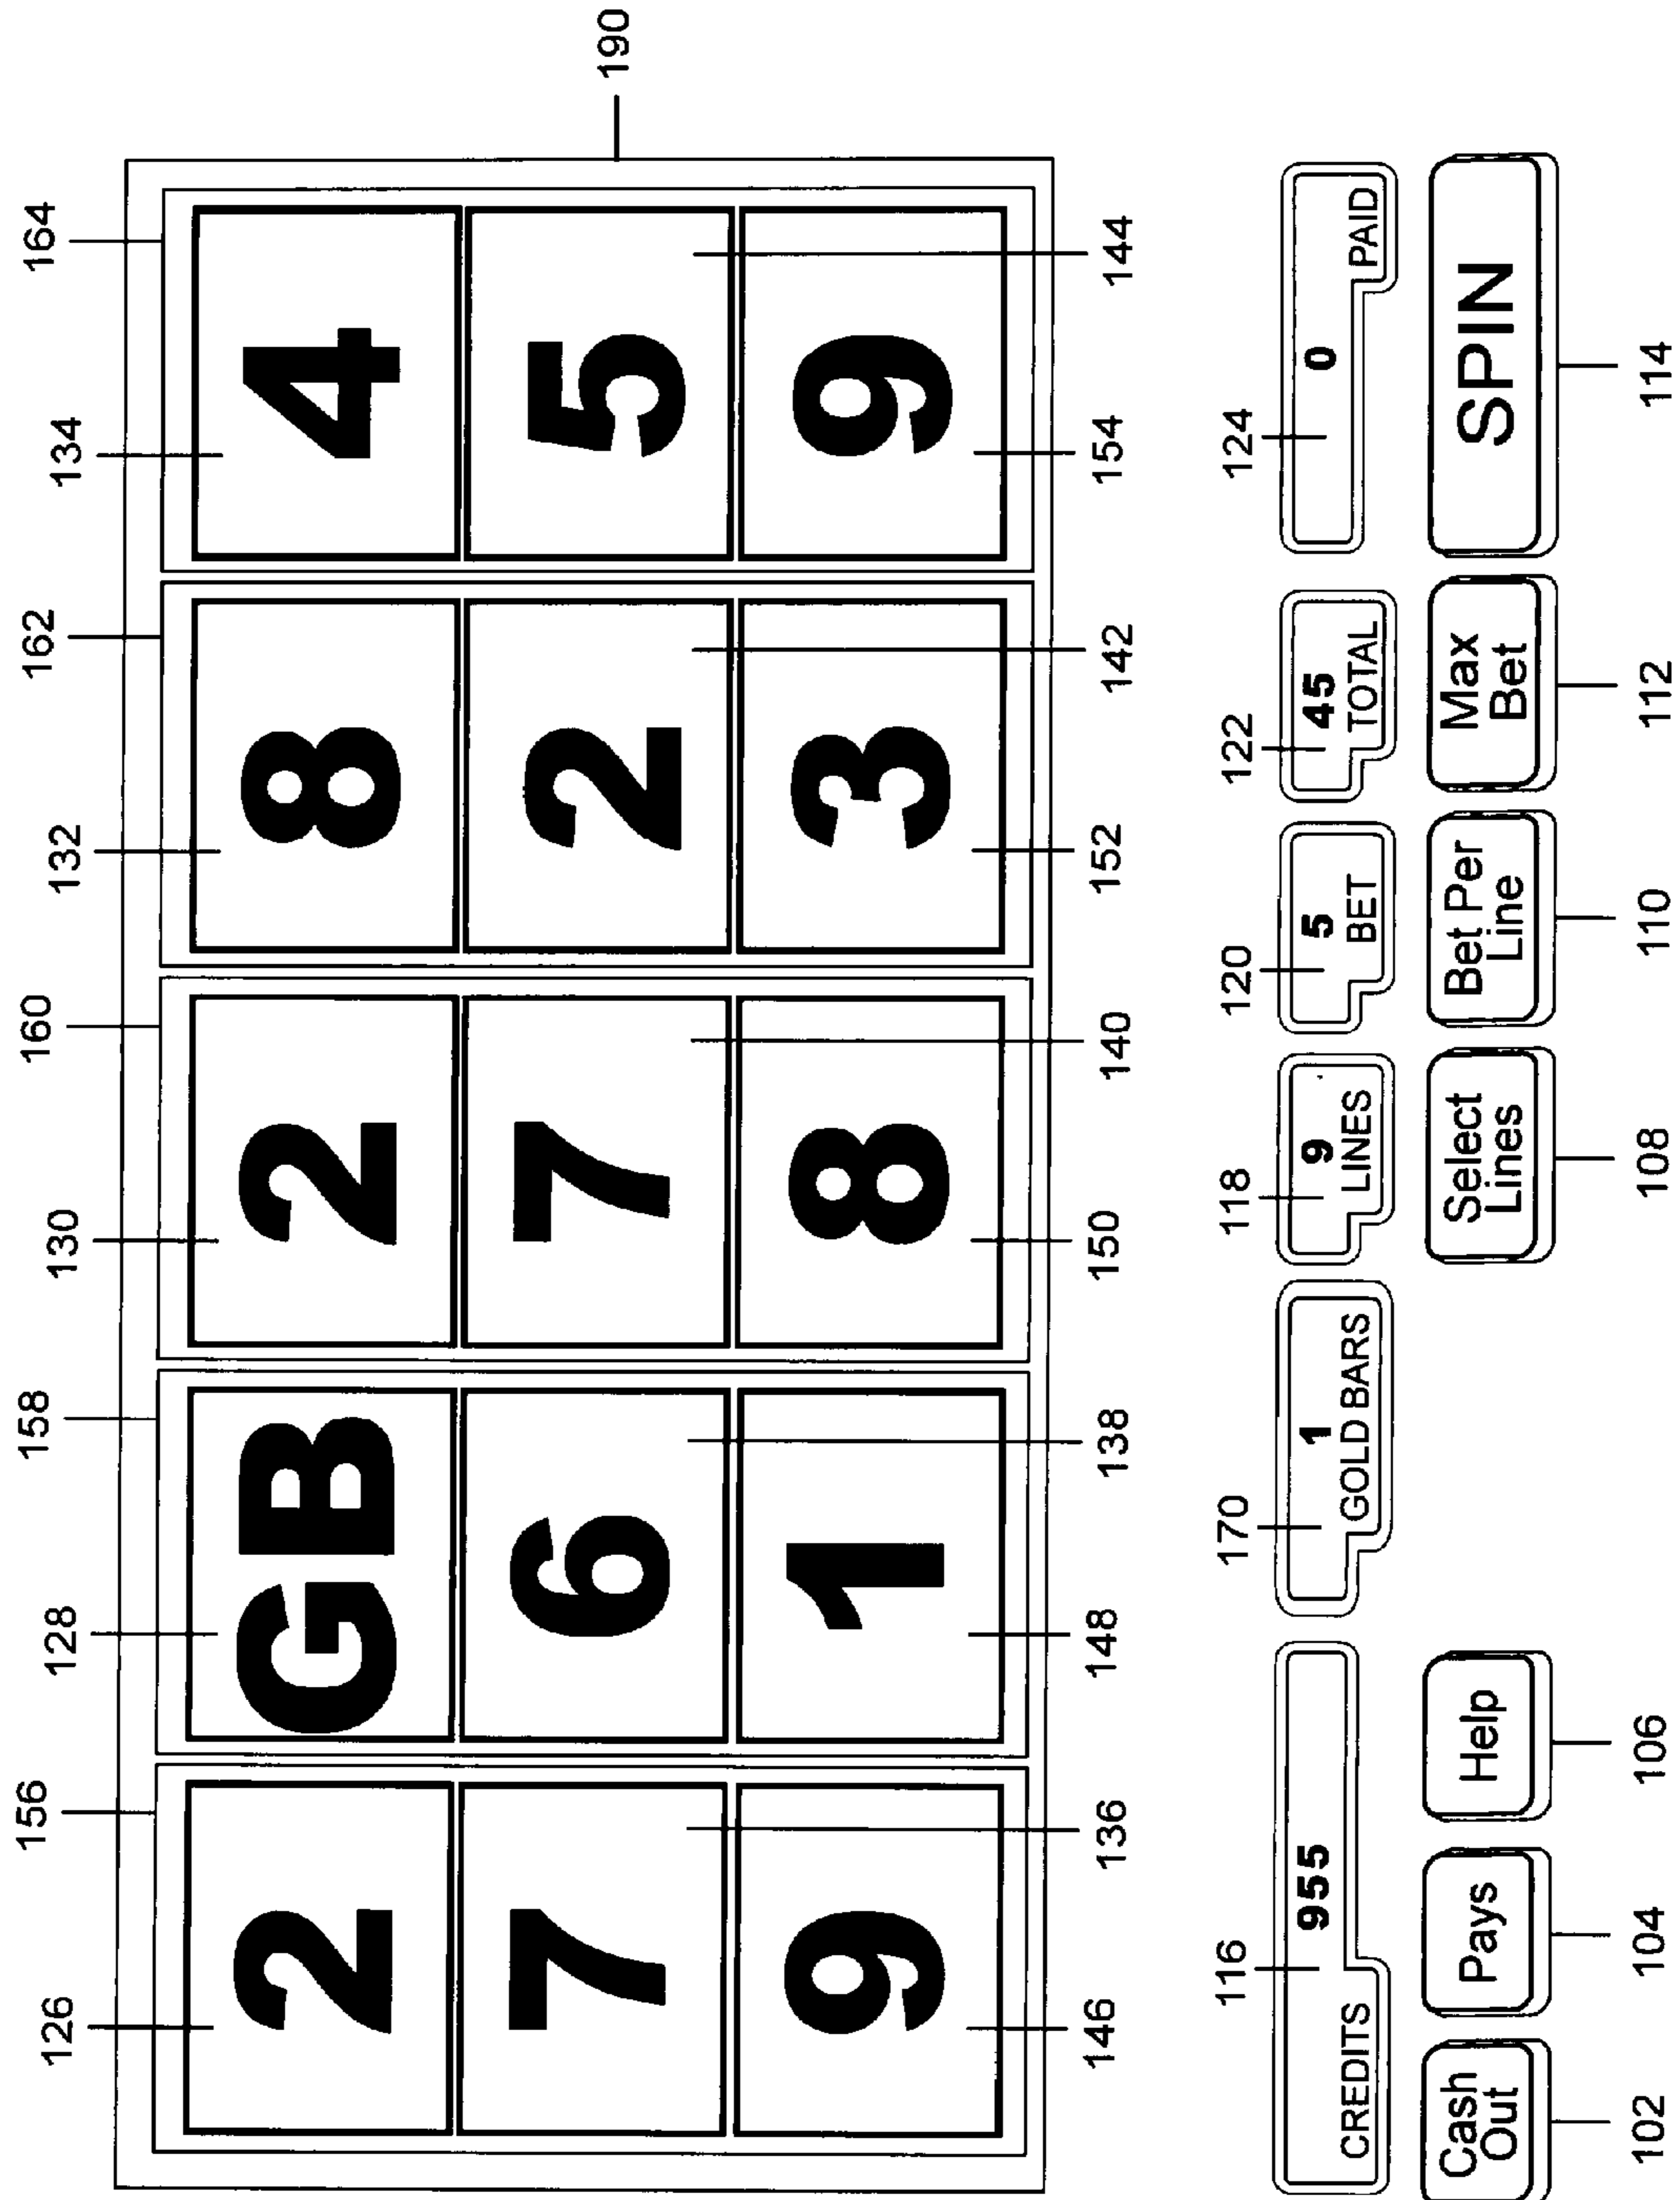 156 158 160 162 164
126 128 130 132 134
190
2 GB 2 8 4
7 6 7 2 5
9 1 8 3 9
136 138 140 142 144
146 148 150 152 154
116 170 118 120 122 124
955 1 9 5 45 0
CREDITS GOLD BARS LINES BET TOTAL PAID
Cash Out
Pays
Help
Select Lines
Bet Per Line
Max Bet
SPIN
102 104 106 108 110 112 114